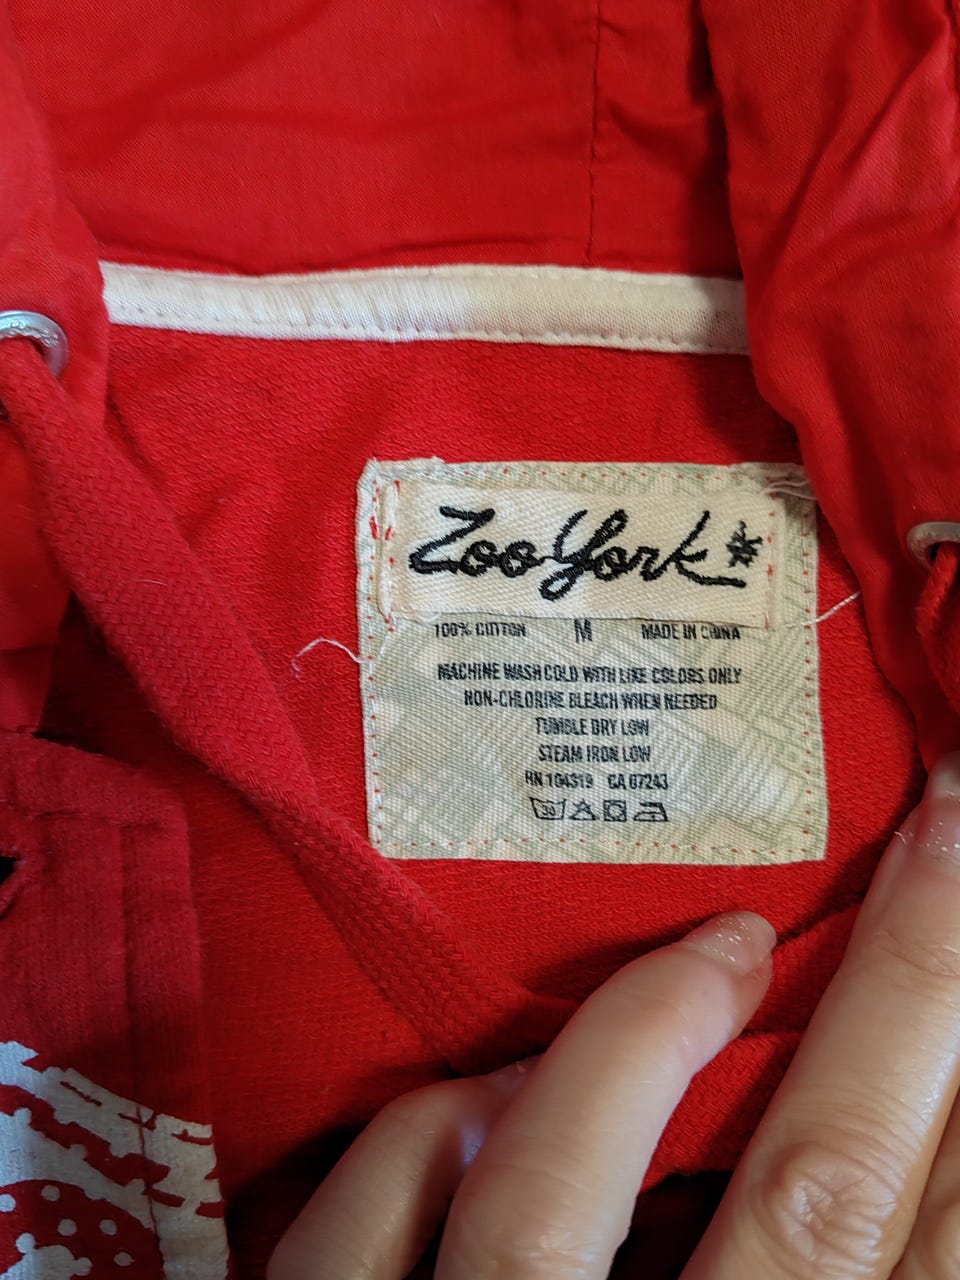 Zoo York
100% COTTON M MADE IN CHINA
MACHINE WASH COLD WITH LIKE COLORS ONLY
NON-CHLORINE BLEACH WHEN NEEDED
TUMBLE DRY LOW
STEAM IRON LOW
RN 104319 CA 07243
30